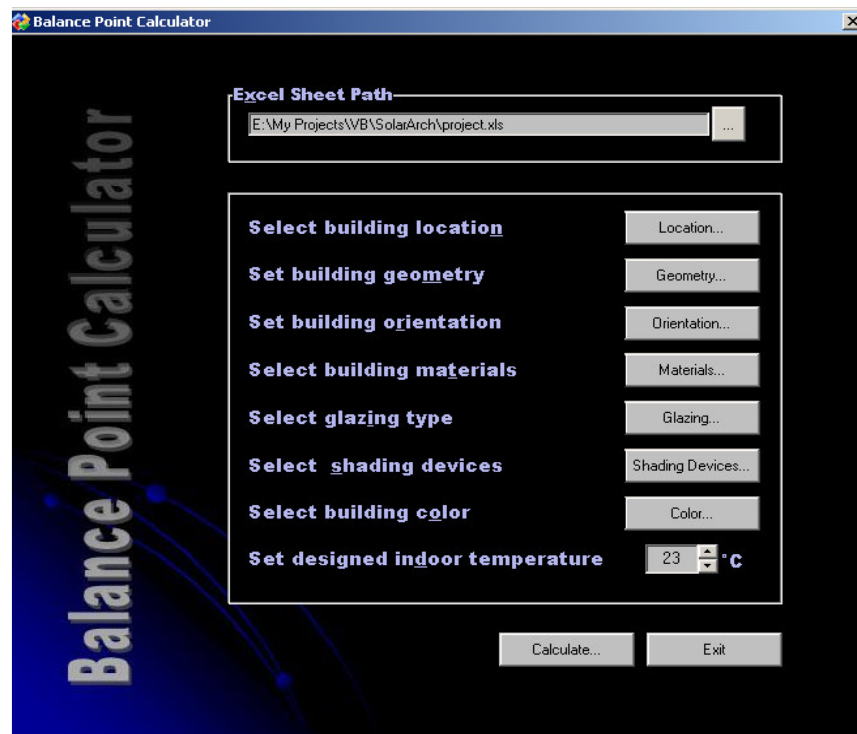 Balance Point Calculator
Excel Sheet Path
E:\My Projects\VB\SolarArch\project.xls ...
Select building location Location...
Set building geometry Geometry...
Set building orientation Orientation...
Select building materials Materials...
Select glazing type Glazing...
Select shading devices Shading Devices...
Select building color Color...
Set designed indoor temperature 23 °C
Calculate... Exit
Balance Point Calculator